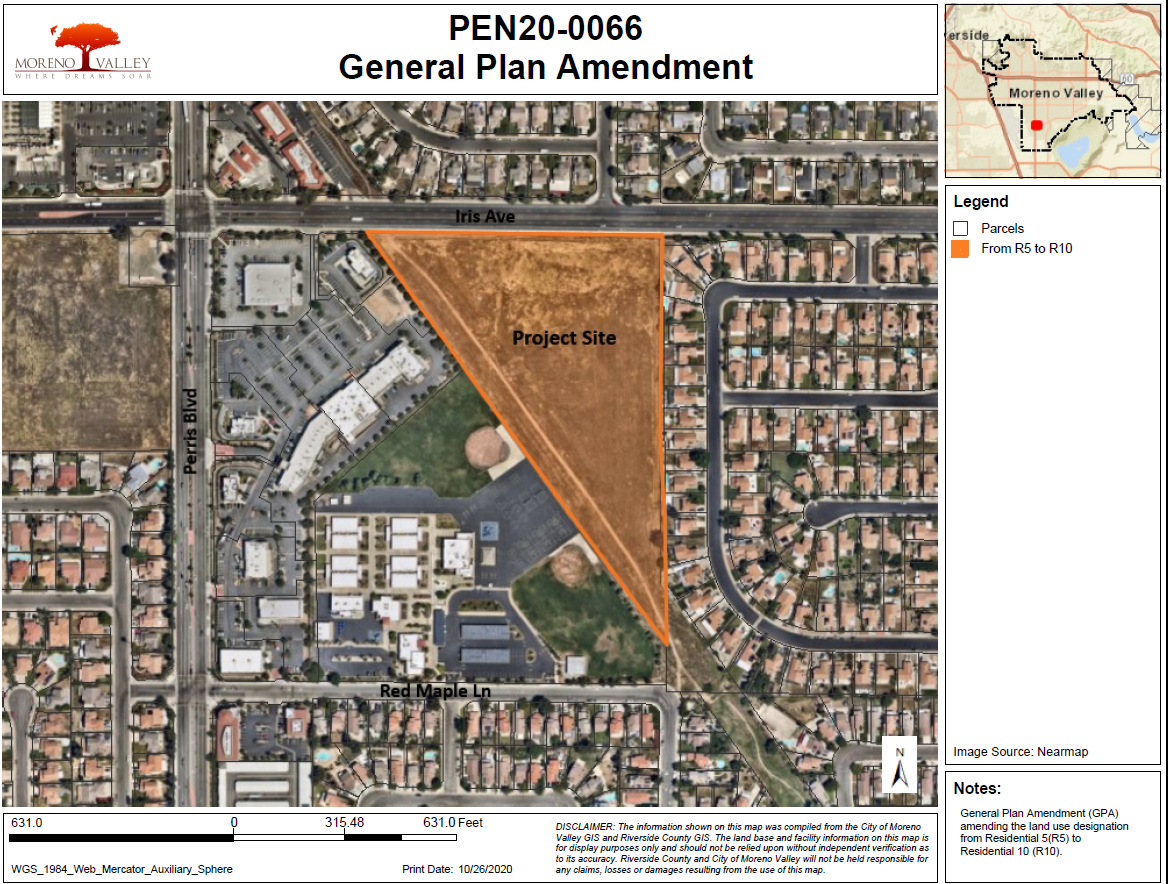 PEN20-0066
General Plan Amendment
MORENO VALLEY
WHERE DREAMS SOAR
erside
60
Moreno Valley
Iris Ave
Project Site
Perris Blvd
Red Maple Ln
N
Legend
Parcels
From R5 to R10
Image Source: Nearmap
Notes:
General Plan Amendment (GPA)
amending the land use designation
from Residential 5(R5) to
Residential 10 (R10).
631.0 0 315.48 631.0 Feet
WGS_1984_Web_Mercator_Auxiliary_Sphere
Print Date: 10/26/2020
DISCLAIMER: The information shown on this map was compiled from the City of Moreno
Valley GIS and Riverside County GIS. The land base and facility information on this map is
for display purposes only and should not be relied upon without independent verification as
to its accuracy. Riverside County and City of Moreno Valley will not be held responsible for
any claims, losses or damages resulting from the use of this map.